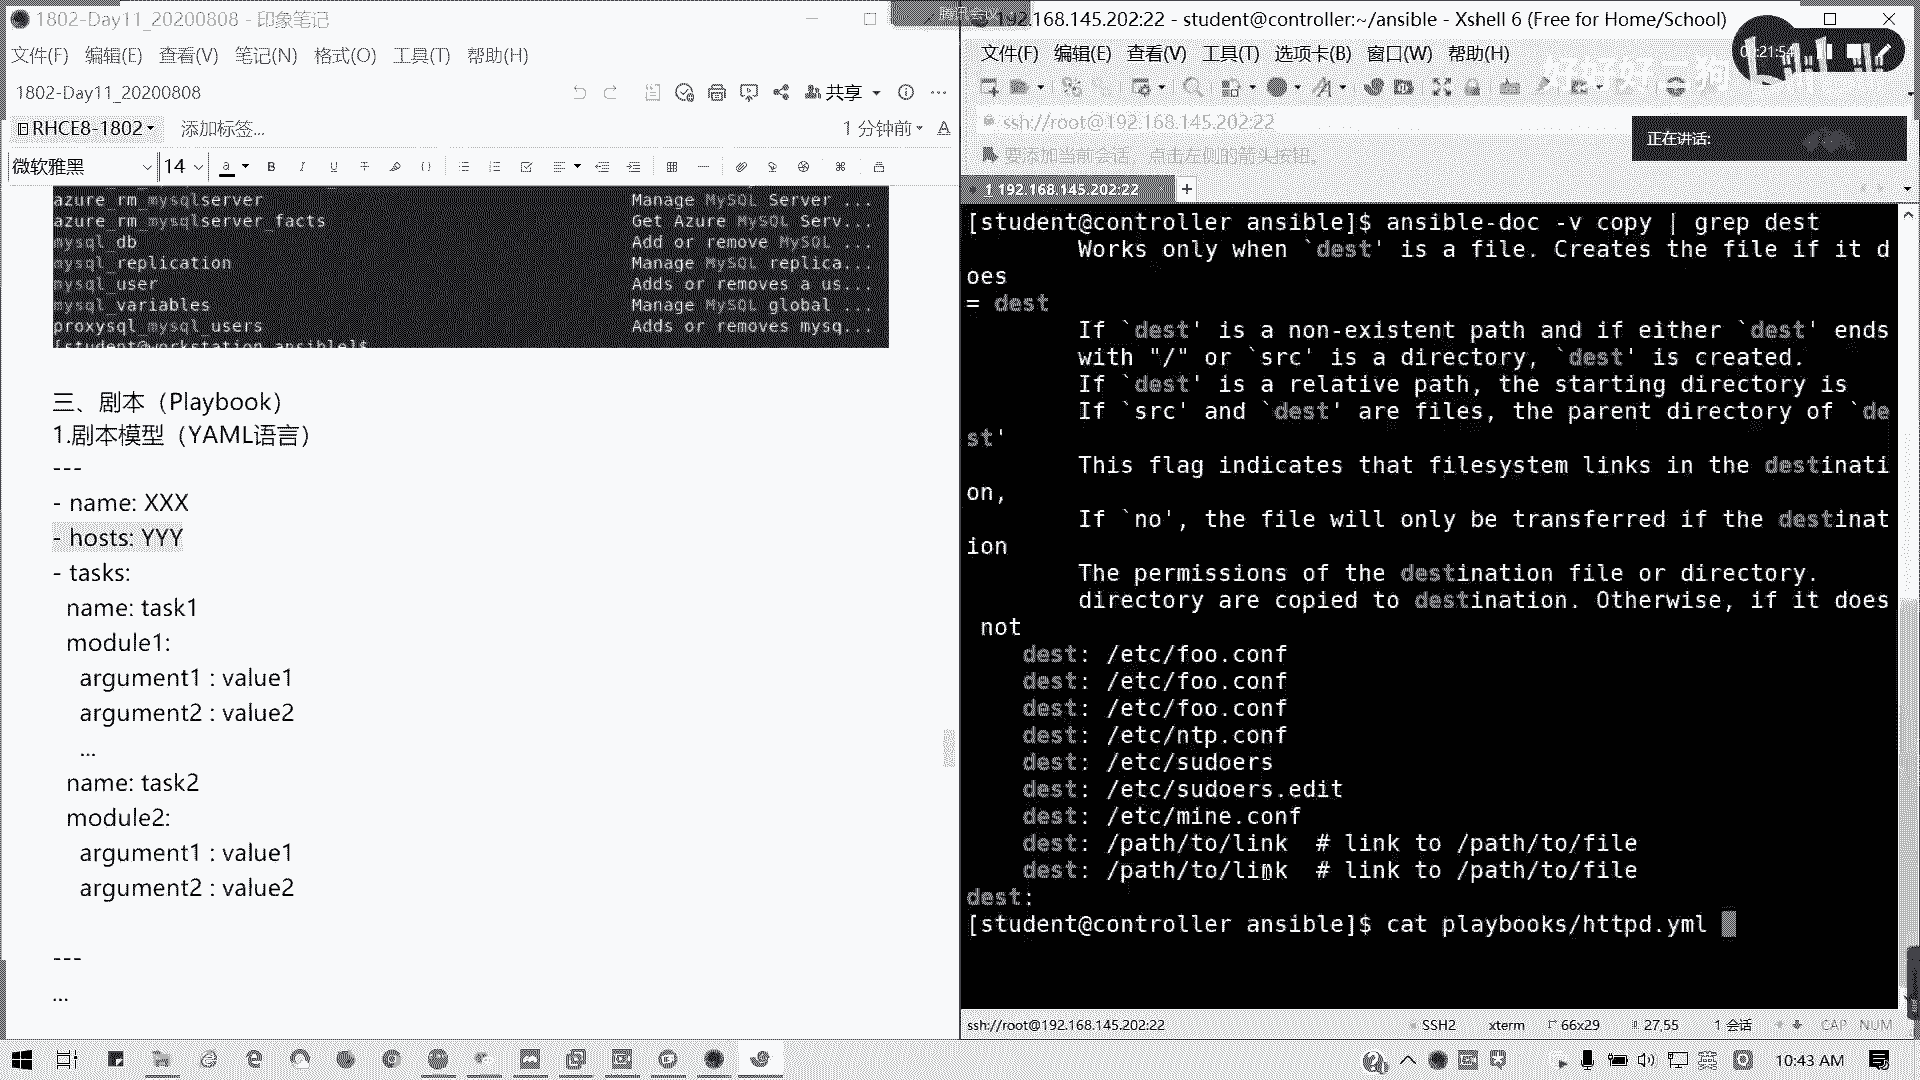 1802-Day11_20200808 - 印象笔记
文件(F) 编辑(E) 查看(V) 笔记(N) 格式(O) 工具(T) 帮助(H)
1802-Day11_20200808
共享
RHCE8-1802
添加标签...
1 分钟前
微软雅黑
14
azure_rm_mysqlserver Manage MySQL Server ...
azure_rm_mysqlserver_facts Get Azure MySQL Serv...
mysql_db Add or remove MySQL ...
mysql_replication Manage MySQL replica...
mysql_user Adds or removes a us...
mysql_variables Manage MySQL global ...
proxysql_mysql_users Adds or removes mysq...
[student@workstation ansible]$
三、剧本（Playbook）
1.剧本模型（YAML语言）
---
- name: XXX
- hosts: YYY
- tasks:
name: task1
module1:
argument1 : value1
argument2 : value2
...
name: task2
module2:
argument1 : value1
argument2 : value2
---
...
腾讯会议
192.168.145.202:22 - student@controller:~/ansible - Xshell 6 (Free for Home/School)
文件(F) 编辑(E) 查看(V) 工具(T) 选项卡(B) 窗口(W) 帮助(H)
ssh://root@192.168.145.202:22
正在讲话:
要添加当前会话，点击左侧的箭头按钮。
1 192.168.145.202:22
[student@controller ansible]$ ansible-doc -v copy | grep dest
Works only when `dest' is a file. Creates the file if it d
oes
= dest
If `dest' is a non-existent path and if either `dest' ends
with "/" or `src' is a directory, `dest' is created.
If `dest' is a relative path, the starting directory is
If `src' and `dest' are files, the parent directory of `de
st'
This flag indicates that filesystem links in the destinati
on,
If `no', the file will only be transferred if the destinat
ion
The permissions of the destination file or directory.
directory are copied to destination. Otherwise, if it does
not
dest: /etc/foo.conf
dest: /etc/foo.conf
dest: /etc/foo.conf
dest: /etc/ntp.conf
dest: /etc/sudoers
dest: /etc/sudoers.edit
dest: /etc/mine.conf
dest: /path/to/link # link to /path/to/file
dest: /path/to/link # link to /path/to/file
dest:
[student@controller ansible]$ cat playbooks/httpd.yml
ssh://root@192.168.145.202:22
SSH2
xterm
66x29
27,55
1 会话
CAP
NUM
英
10:43 AM